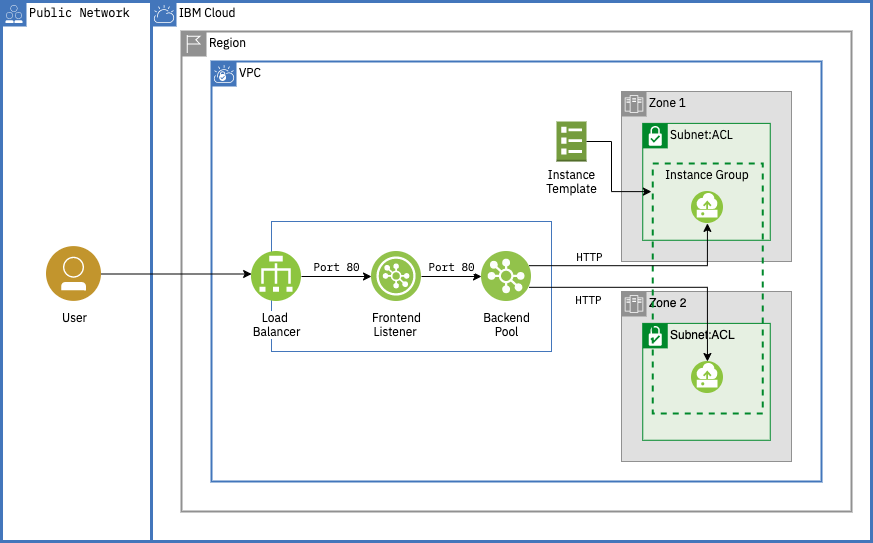 Public Network
IBM Cloud
Region
VPC
Zone 1
Subnet:ACL
Instance Group
Instance
Template
HTTP
Port 80
Port 80
HTTP
Zone 2
User
Load
Balancer
Frontend
Listener
Backend
Pool
Subnet:ACL